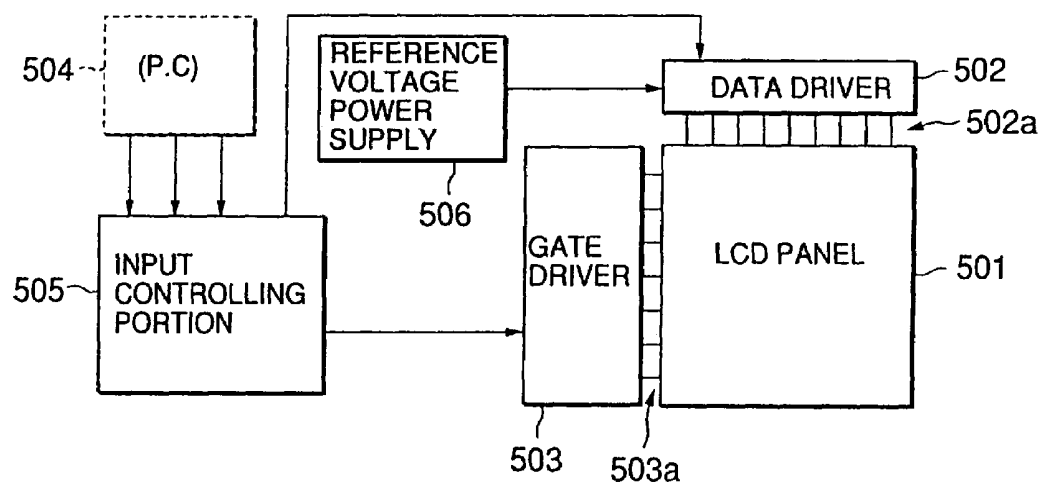 504
(P.C)
REFERENCE
VOLTAGE
POWER
SUPPLY
506
DATA DRIVER
502
502a
505
INPUT
CONTROLLING
PORTION
GATE
DRIVER
503
503a
LCD PANEL
501